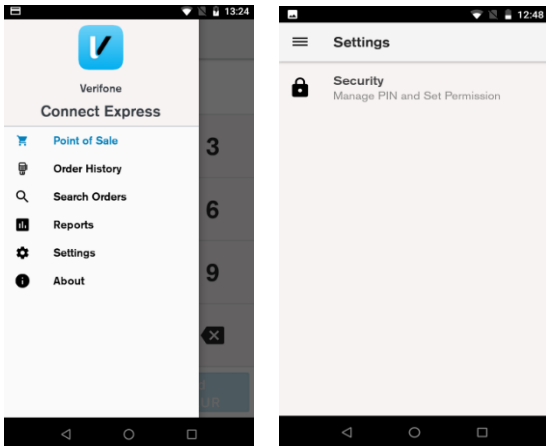 13:24
Verifone
Connect Express
Point of Sale
Order History
Search Orders
Reports
Settings
About
3
6
9
UR
12:48
Settings
Security
Manage PIN and Set Permission